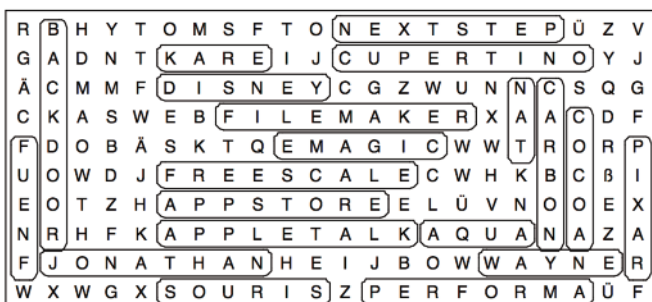 R B H Y T O M S F T O N E X T S T E P Ü Z V
G A D N T K A R E I J C U P E R T I N O Y J
Ä C M M F D I S N E Y C G Z W U N N C S Q G
C K A S W E B F I L E M A K E R X A A C D F
F D O B Ä S K T Q E M A G I C W W T R O R P
U O W D J F R E E S C A L E C W H K B C ß I
E O T Z H A P P S T O R E E L Ü V N O O E X
N R H F K A P P L E T A L K A Q U A N A Z A
F J O N A T H A N H E I J B O W W A Y N E R
W X W G X S O U R I S Z P E R F O R M A Ü F